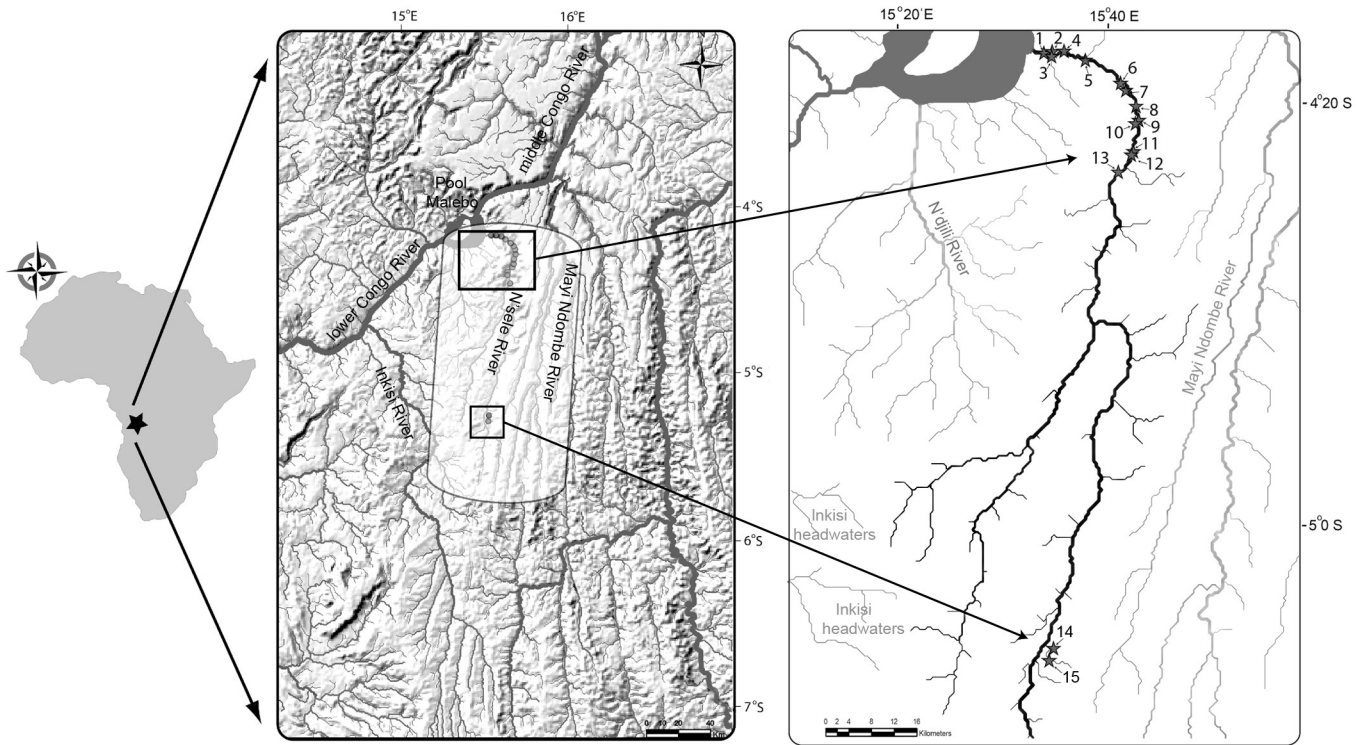 15°E
16°E
middle Congo River
Pool
Malebo
4°S
lower Congo River
N'sele River
Mayi Ndombe River
5°S
Inkisi River
6°S
7°S
0 10 20 40
Km
15°20'E
15°40 E
1 2 4
3
5
6
7
4°20 S
8
10
9
11
13
12
N'djili River
Mayi Ndombe River
Inkisi
headwaters
5°0 S
Inkisi
headwaters
14
15
0 2 4 8 12 16
Kilometers